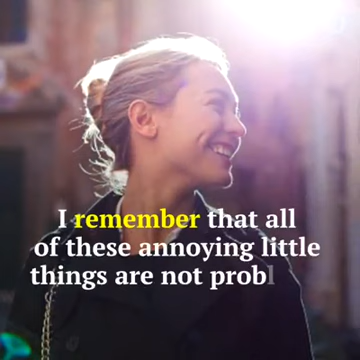 I remember that all
of these annoying little
things are not probl